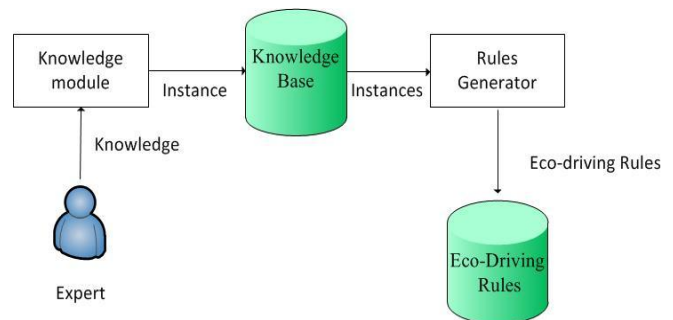 Knowledge
module
Instance
Knowledge
Base
Instances
Rules
Generator
Knowledge
Eco-driving Rules
Expert
Eco-Driving
Rules